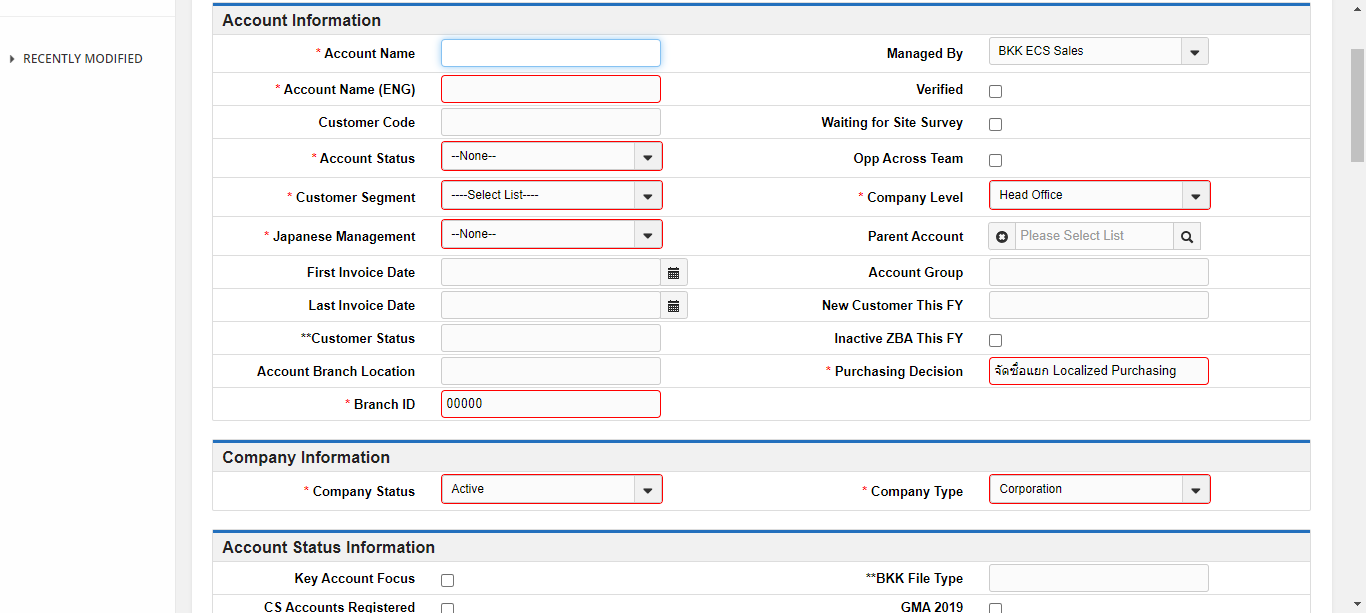 Account Information
RECENTLY MODIFIED
* Account Name
Managed By BKK ECS Sales
* Account Name (ENG)
Verified
Customer Code
Waiting for Site Survey
* Account Status --None--
Opp Across Team
* Customer Segment ----Select List----
* Company Level Head Office
* Japanese Management --None--
Parent Account Please Select List
First Invoice Date
Account Group
Last Invoice Date
New Customer This FY
**Customer Status
Inactive ZBA This FY
Account Branch Location
* Purchasing Decision จัดซื้อแยก Localized Purchasing
* Branch ID 00000
Company Information
* Company Status Active
* Company Type Corporation
Account Status Information
Key Account Focus
**BKK File Type
CS Accounts Registered
GMA 2019